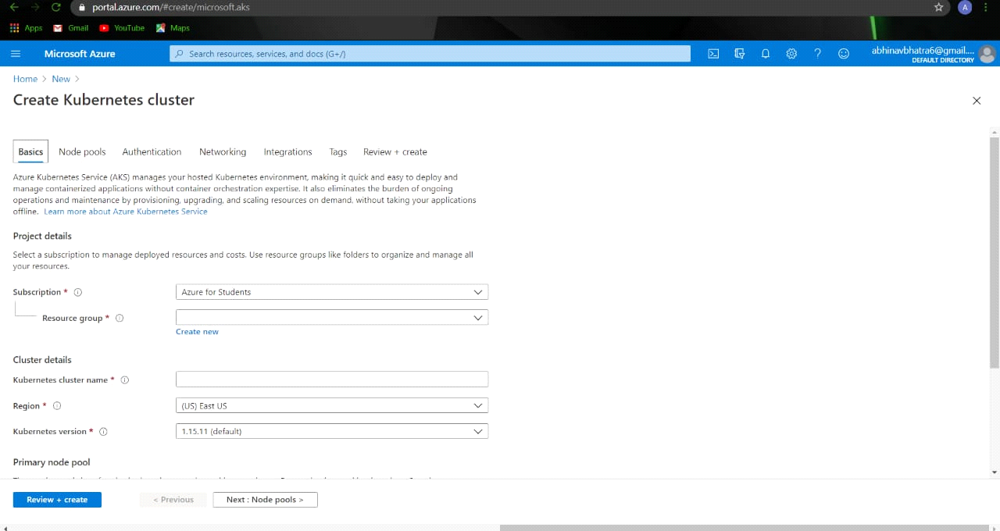 portal.azure.com/#create/microsoft.aks
A
Apps Gmail YouTube Maps
Microsoft Azure
Search resources, services, and docs (G+/)
abhinavbhatra6@gmail....
DEFAULT DIRECTORY
Home > New >
Create Kubernetes cluster
Basics Node pools Authentication Networking Integrations Tags Review + create
Azure Kubernetes Service (AKS) manages your hosted Kubernetes environment, making it quick and easy to deploy and
manage containerized applications without container orchestration expertise. It also eliminates the burden of ongoing
operations and maintenance by provisioning, upgrading, and scaling resources on demand, without taking your applications
offline. Learn more about Azure Kubernetes Service
Project details
Select a subscription to manage deployed resources and costs. Use resource groups like folders to organize and manage all
your resources.
Subscription *
Azure for Students
Resource group *
Create new
Cluster details
Kubernetes cluster name *
Region *
(US) East US
Kubernetes version *
1.15.11 (default)
Primary node pool
Review + create
< Previous
Next : Node pools >